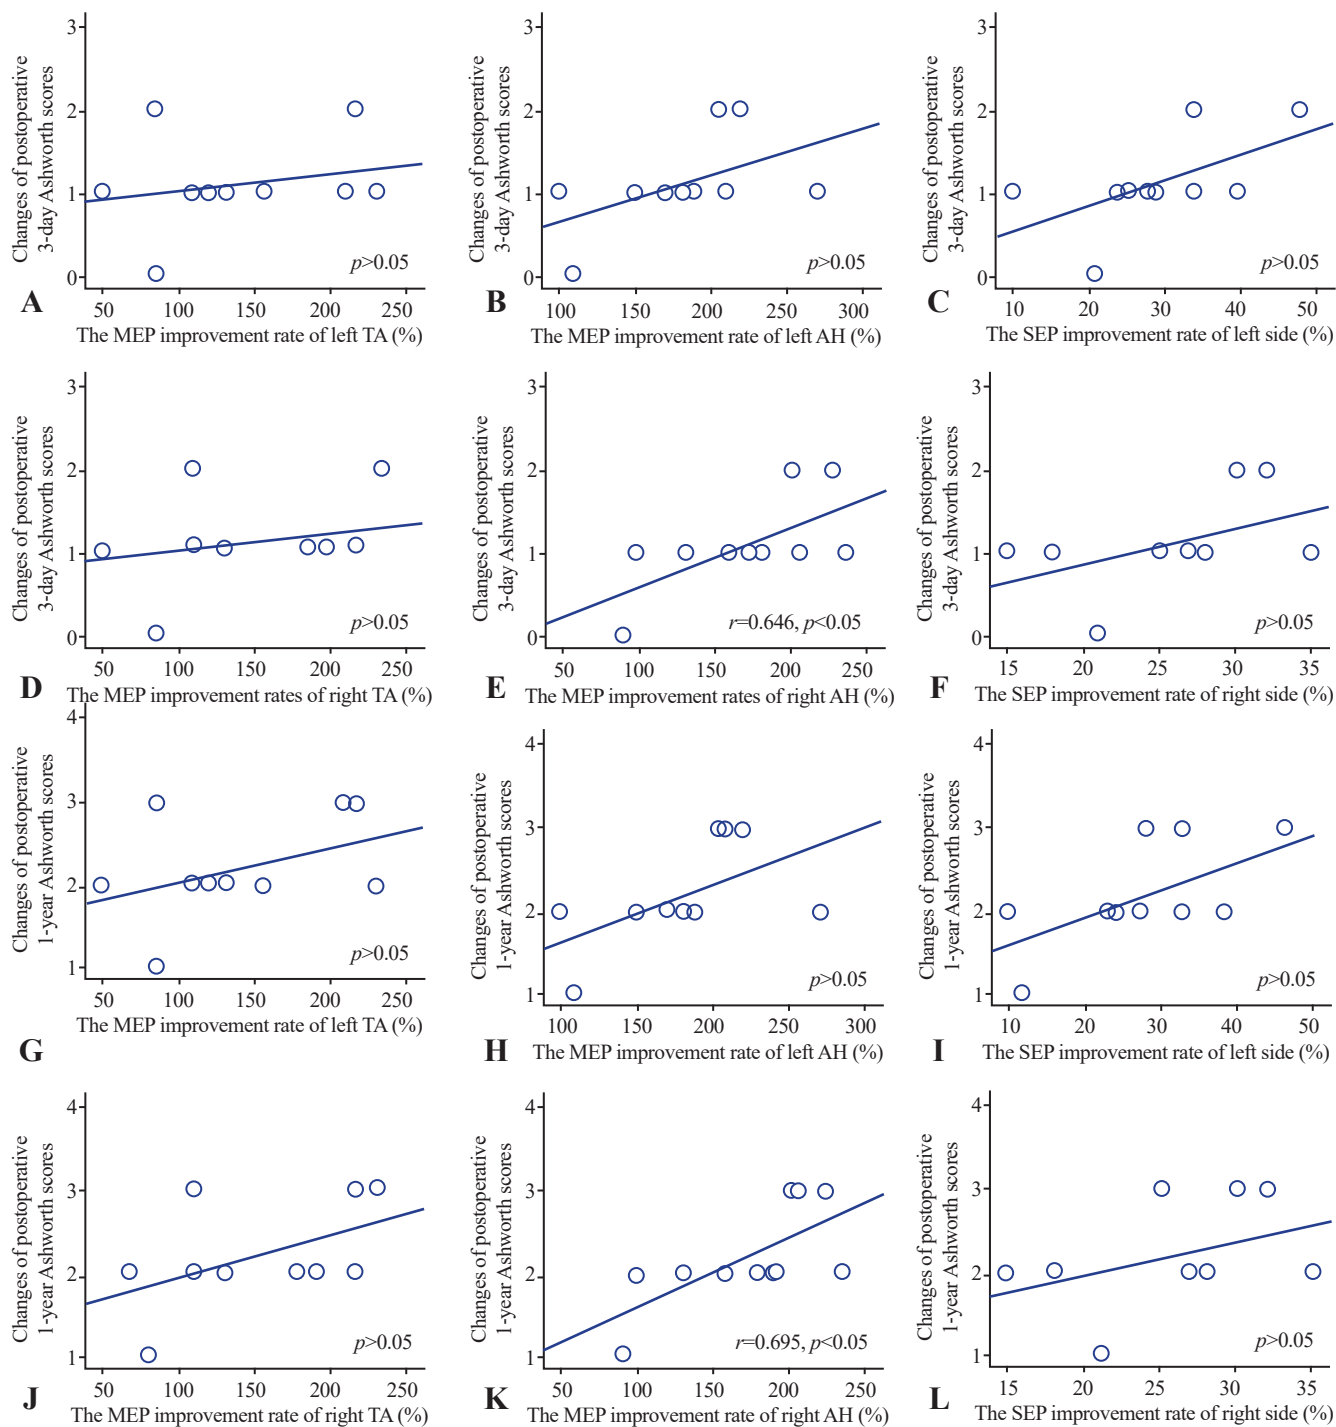 Changes of postoperative
3-day Ashworth scores
3
2
1
0
p>0.05
A
50 100 150 200 250
The MEP improvement rate of left TA (%)
Changes of postoperative
3-day Ashworth scores
3
2
1
0
p>0.05
B
100 150 200 250 300
The MEP improvement rate of left AH (%)
Changes of postoperative
3-day Ashworth scores
3
2
1
0
p>0.05
C
10 20 30 40 50
The SEP improvement rate of left side (%)
Changes of postoperative
3-day Ashworth scores
3
2
1
0
p>0.05
D
50 100 150 200 250
The MEP improvement rates of right TA (%)
Changes of postoperative
3-day Ashworth scores
3
2
1
0
r=0.646, p<0.05
E
50 100 150 200 250
The MEP improvement rates of right AH (%)
Changes of postoperative
3-day Ashworth scores
3
2
1
0
p>0.05
F
15 20 25 30 35
The SEP improvement rate of right side (%)
Changes of postoperative
1-year Ashworth scores
4
3
2
1
p>0.05
G
50 100 150 200 250
The MEP improvement rate of left TA (%)
Changes of postoperative
1-year Ashworth scores
4
3
2
1
p>0.05
H
100 150 200 250 300
The MEP improvement rate of left AH (%)
Changes of postoperative
1-year Ashworth scores
4
3
2
1
p>0.05
I
10 20 30 40 50
The SEP improvement rate of left side (%)
Changes of postoperative
1-year Ashworth scores
4
3
2
1
p>0.05
J
50 100 150 200 250
The MEP improvement rate of right TA (%)
Changes of postoperative
1-year Ashworth scores
4
3
2
1
r=0.695, p<0.05
K
50 100 150 200 250
The MEP improvement rate of right AH (%)
Changes of postoperative
1-year Ashworth scores
4
3
2
1
p>0.05
L
15 20 25 30 35
The SEP improvement rate of right side (%)